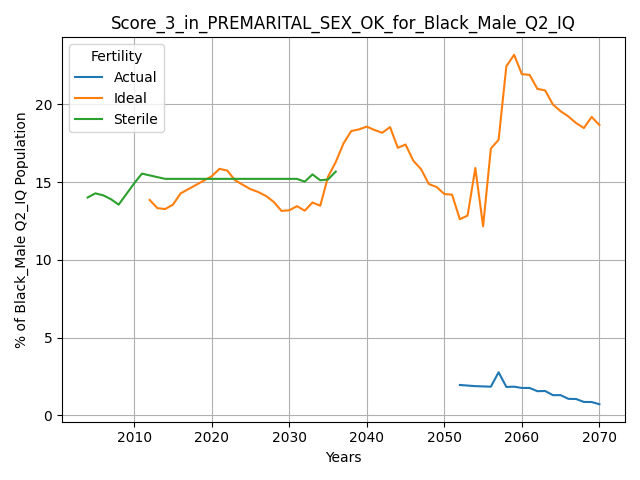 Score_3_in_PREMARITAL_SEX_OK_for_Black_Male_Q2_IQ
Fertility
Actual
Ideal
Sterile
% of Black_Male Q2_IQ Population
20
15
10
5
0
2010 2020 2030 2040 2050 2060 2070
Years